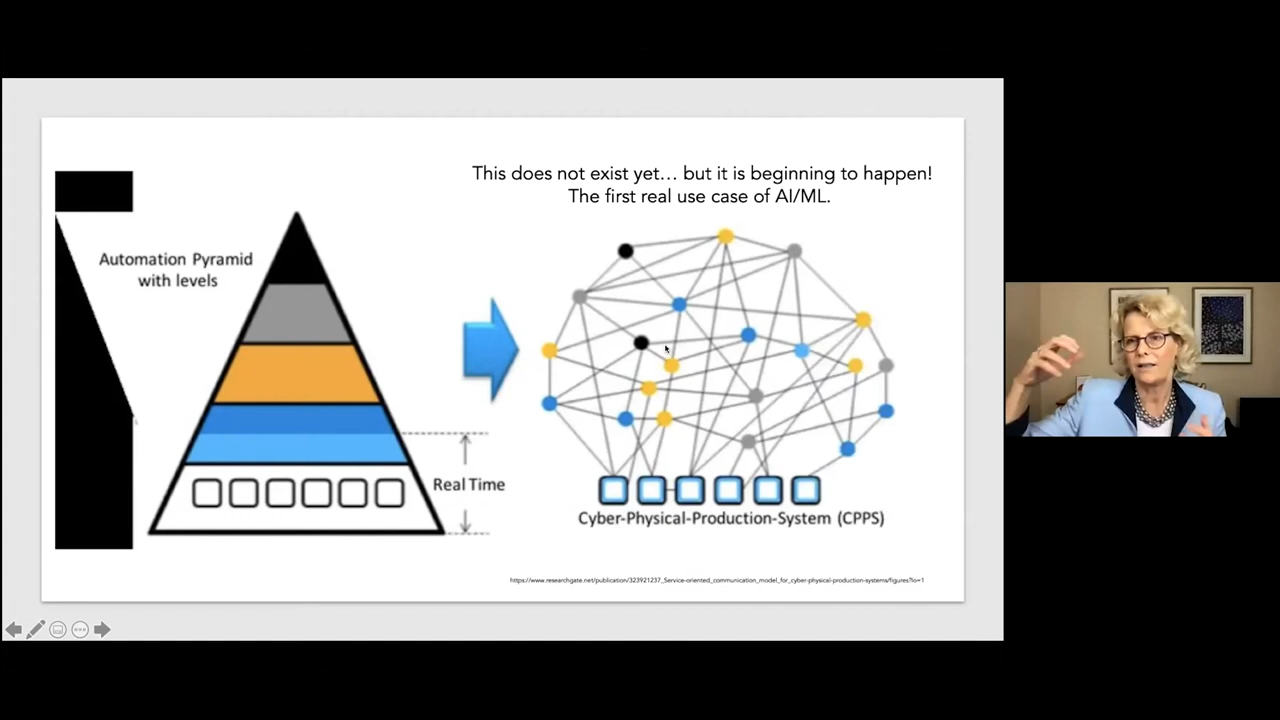 This does not exist yet... but it is beginning to happen!
The first real use case of AI/ML.
Automation Pyramid
with levels
Real Time
Cyber-Physical-Production-System (CPPS)
https://www.researchgate.net/publication/323921237_Service-oriented_communication_model_for_cyber-physical-production-systems/figures?lo=1